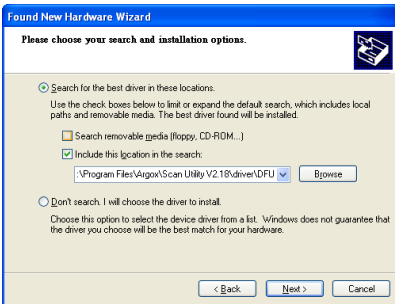 Found New Hardware Wizard
Please choose your search and installation options.
Search for the best driver in these locations.
Use the check boxes below to limit or expand the default search, which includes local
paths and removable media. The best driver found will be installed.
Search removable media (floppy, CD-ROM...)
Include this location in the search:
:\Program Files\Argox\Scan Utility V2.18\driver\DFU
Browse
Don't search. I will choose the driver to install.
Choose this option to select the device driver from a list. Windows does not guarantee that
the driver you choose will be the best match for your hardware.
< Back
Next >
Cancel